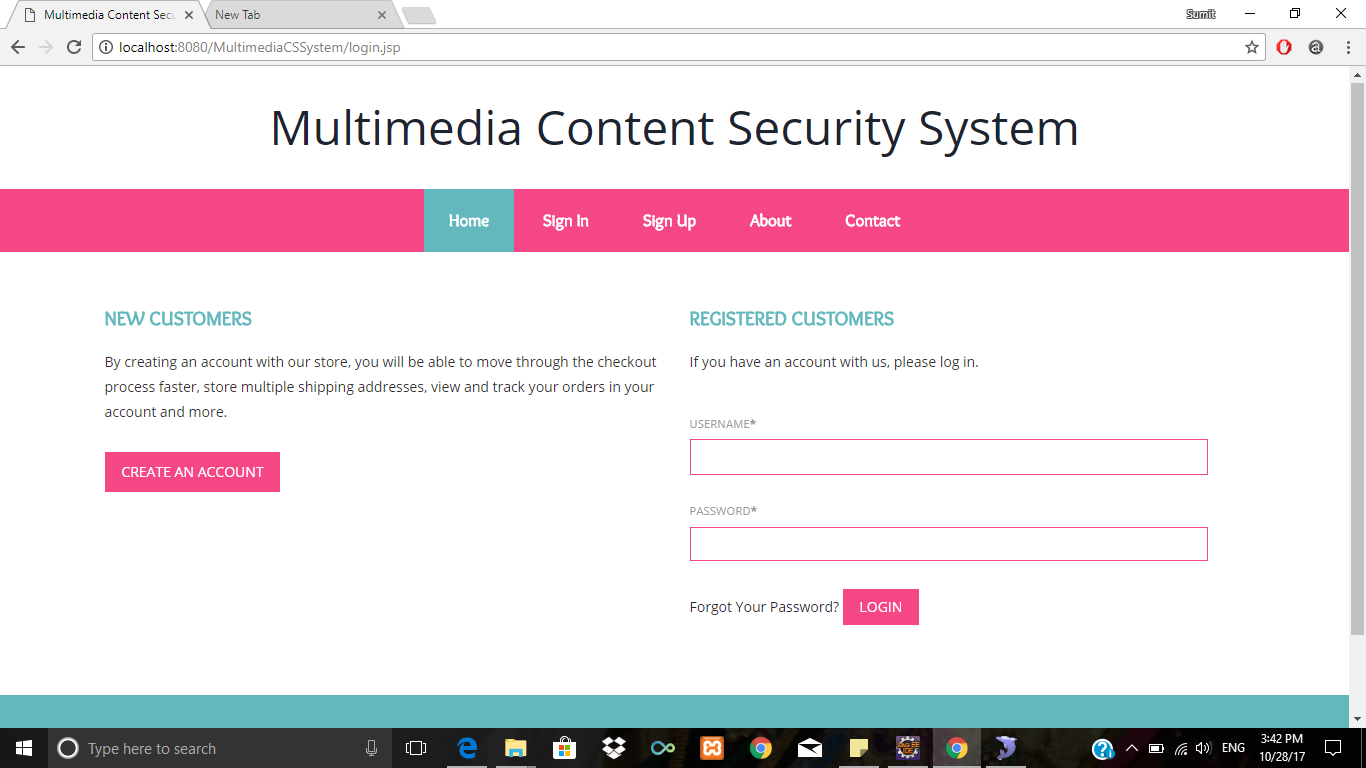 Multimedia Content Secu
New Tab
Sumit
localhost:8080/MultimediaCSSystem/login.jsp
Multimedia Content Security System
Home
Sign In
Sign Up
About
Contact
NEW CUSTOMERS
By creating an account with our store, you will be able to move through the checkout
process faster, store multiple shipping addresses, view and track your orders in your
account and more.
CREATE AN ACCOUNT
REGISTERED CUSTOMERS
If you have an account with us, please log in.
USERNAME*
PASSWORD*
Forgot Your Password? LOGIN
Type here to search
ENG
3:42 PM
10/28/17